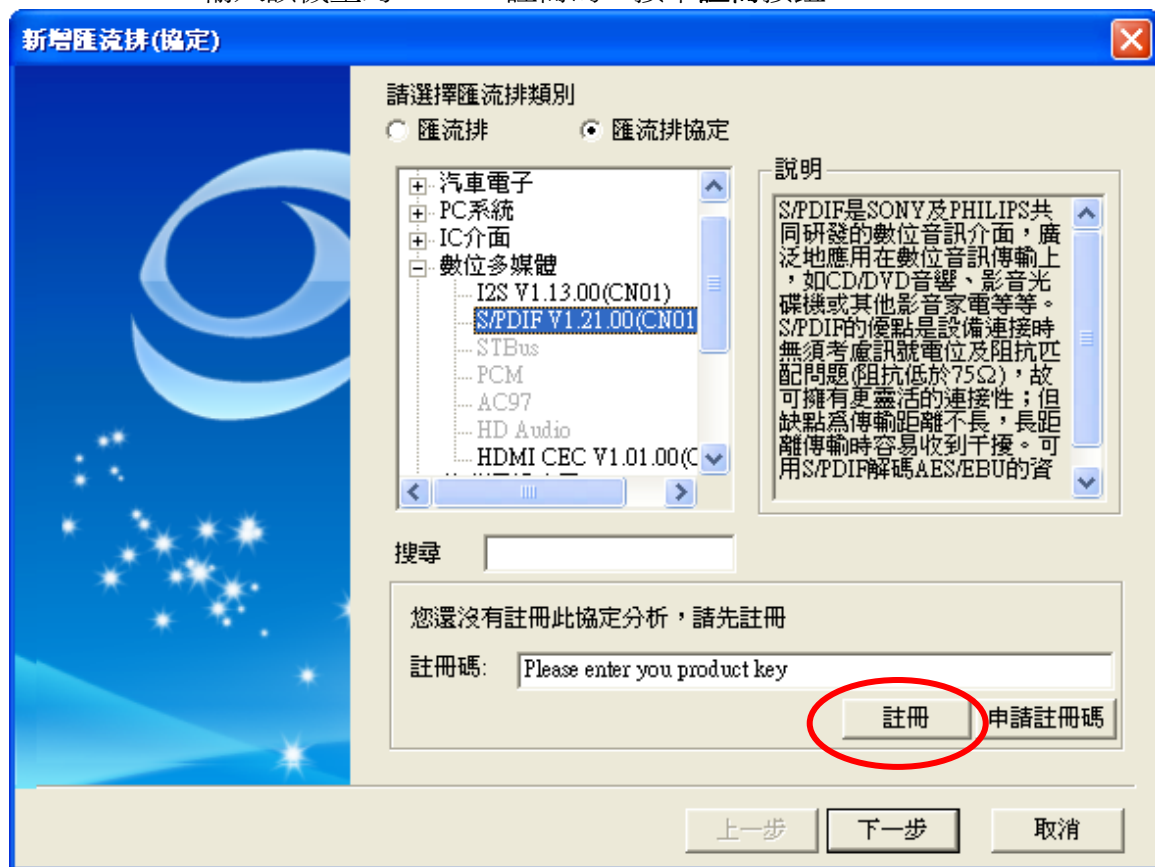 新增匯流排(協定)
請選擇匯流排類別
匯流排
匯流排協定
汽車電子
PC系統
IC介面
數位多媒體
I2S V1.13.00(CN01)
S/PDIF V1.21.00(CN01
STBus
PCM
AC97
HD Audio
HDMI CEC V1.01.00(C
說明
S/PDIF是SONY及PHILIPS共
同研發的數位音訊介面，廣
泛地應用在數位音訊傳輸上
，如CD/DVD音響、影音光
碟機或其他影音家電等等。
S/PDIF的優點是設備連接時
無須考慮訊號電位及阻抗匹
配問題(阻抗低於75Ω)，故
可擁有更靈活的連接性；但
缺點爲傳輸距離不長，長距
離傳輸時容易收到干擾。可
用S/PDIF解碼AES/EBU的資
搜尋
您還沒有註冊此協定分析，請先註冊
註冊碼:
Please enter you product key
註冊
申請註冊碼
上一步
下一步
取消